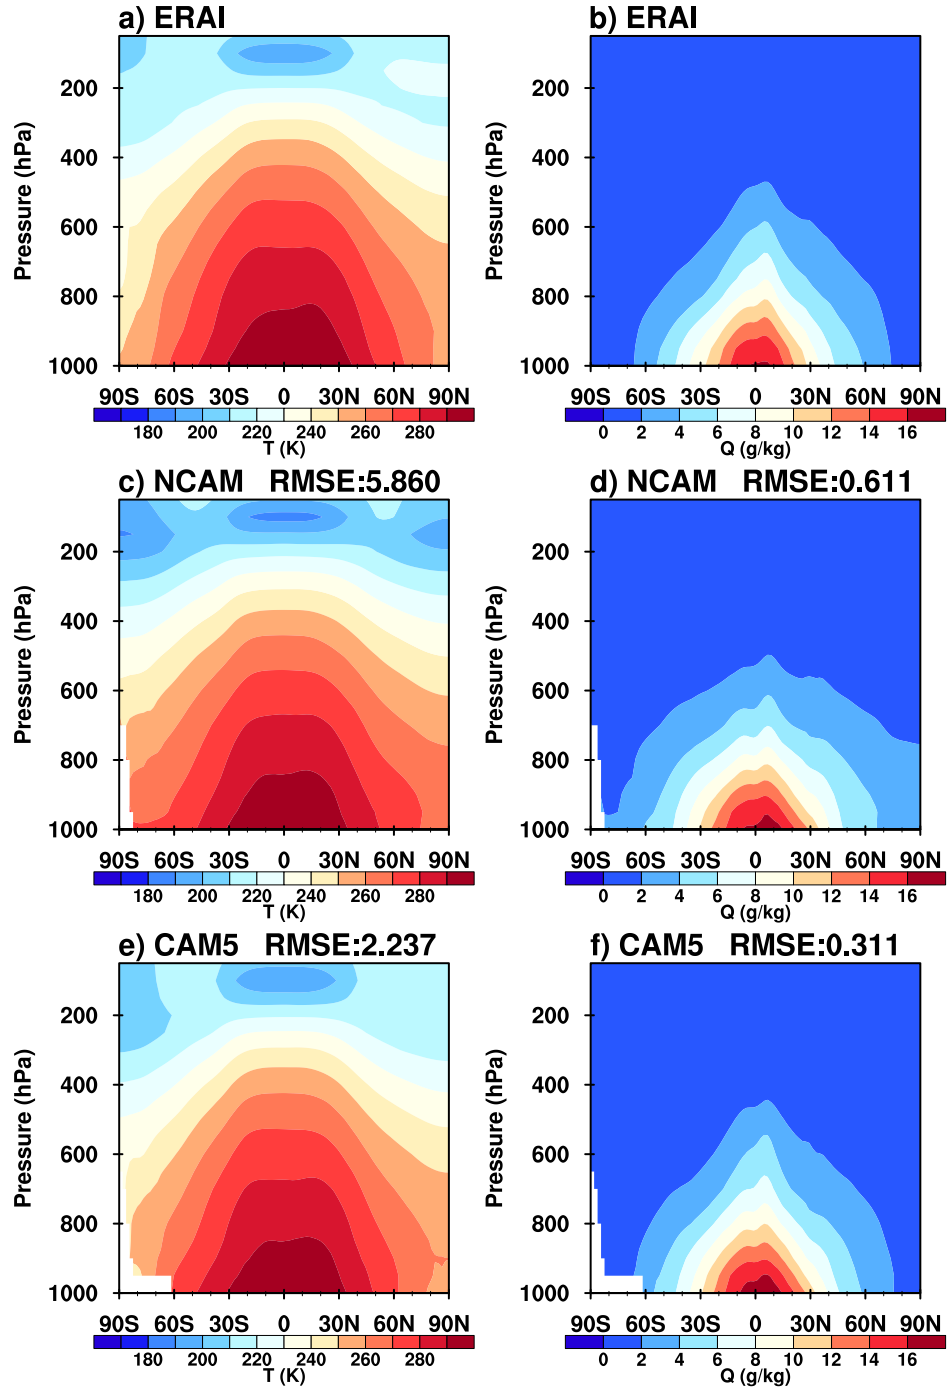 a) ERAI
b) ERAI
Pressure (hPa)
200
400
600
800
1000
90S 60S 30S 0 30N 60N 90N
180 200 220 240 260 280
T (K)
Pressure (hPa)
200
400
600
800
1000
90S 60S 30S 0 30N 60N 90N
0 2 4 6 8 10 12 14 16
Q (g/kg)
c) NCAM RMSE:5.860
d) NCAM RMSE:0.611
Pressure (hPa)
200
400
600
800
1000
90S 60S 30S 0 30N 60N 90N
180 200 220 240 260 280
T (K)
Pressure (hPa)
200
400
600
800
1000
90S 60S 30S 0 30N 60N 90N
0 2 4 6 8 10 12 14 16
Q (g/kg)
e) CAM5 RMSE:2.237
f) CAM5 RMSE:0.311
Pressure (hPa)
200
400
600
800
1000
90S 60S 30S 0 30N 60N 90N
180 200 220 240 260 280
T (K)
Pressure (hPa)
200
400
600
800
1000
90S 60S 30S 0 30N 60N 90N
0 2 4 6 8 10 12 14 16
Q (g/kg)